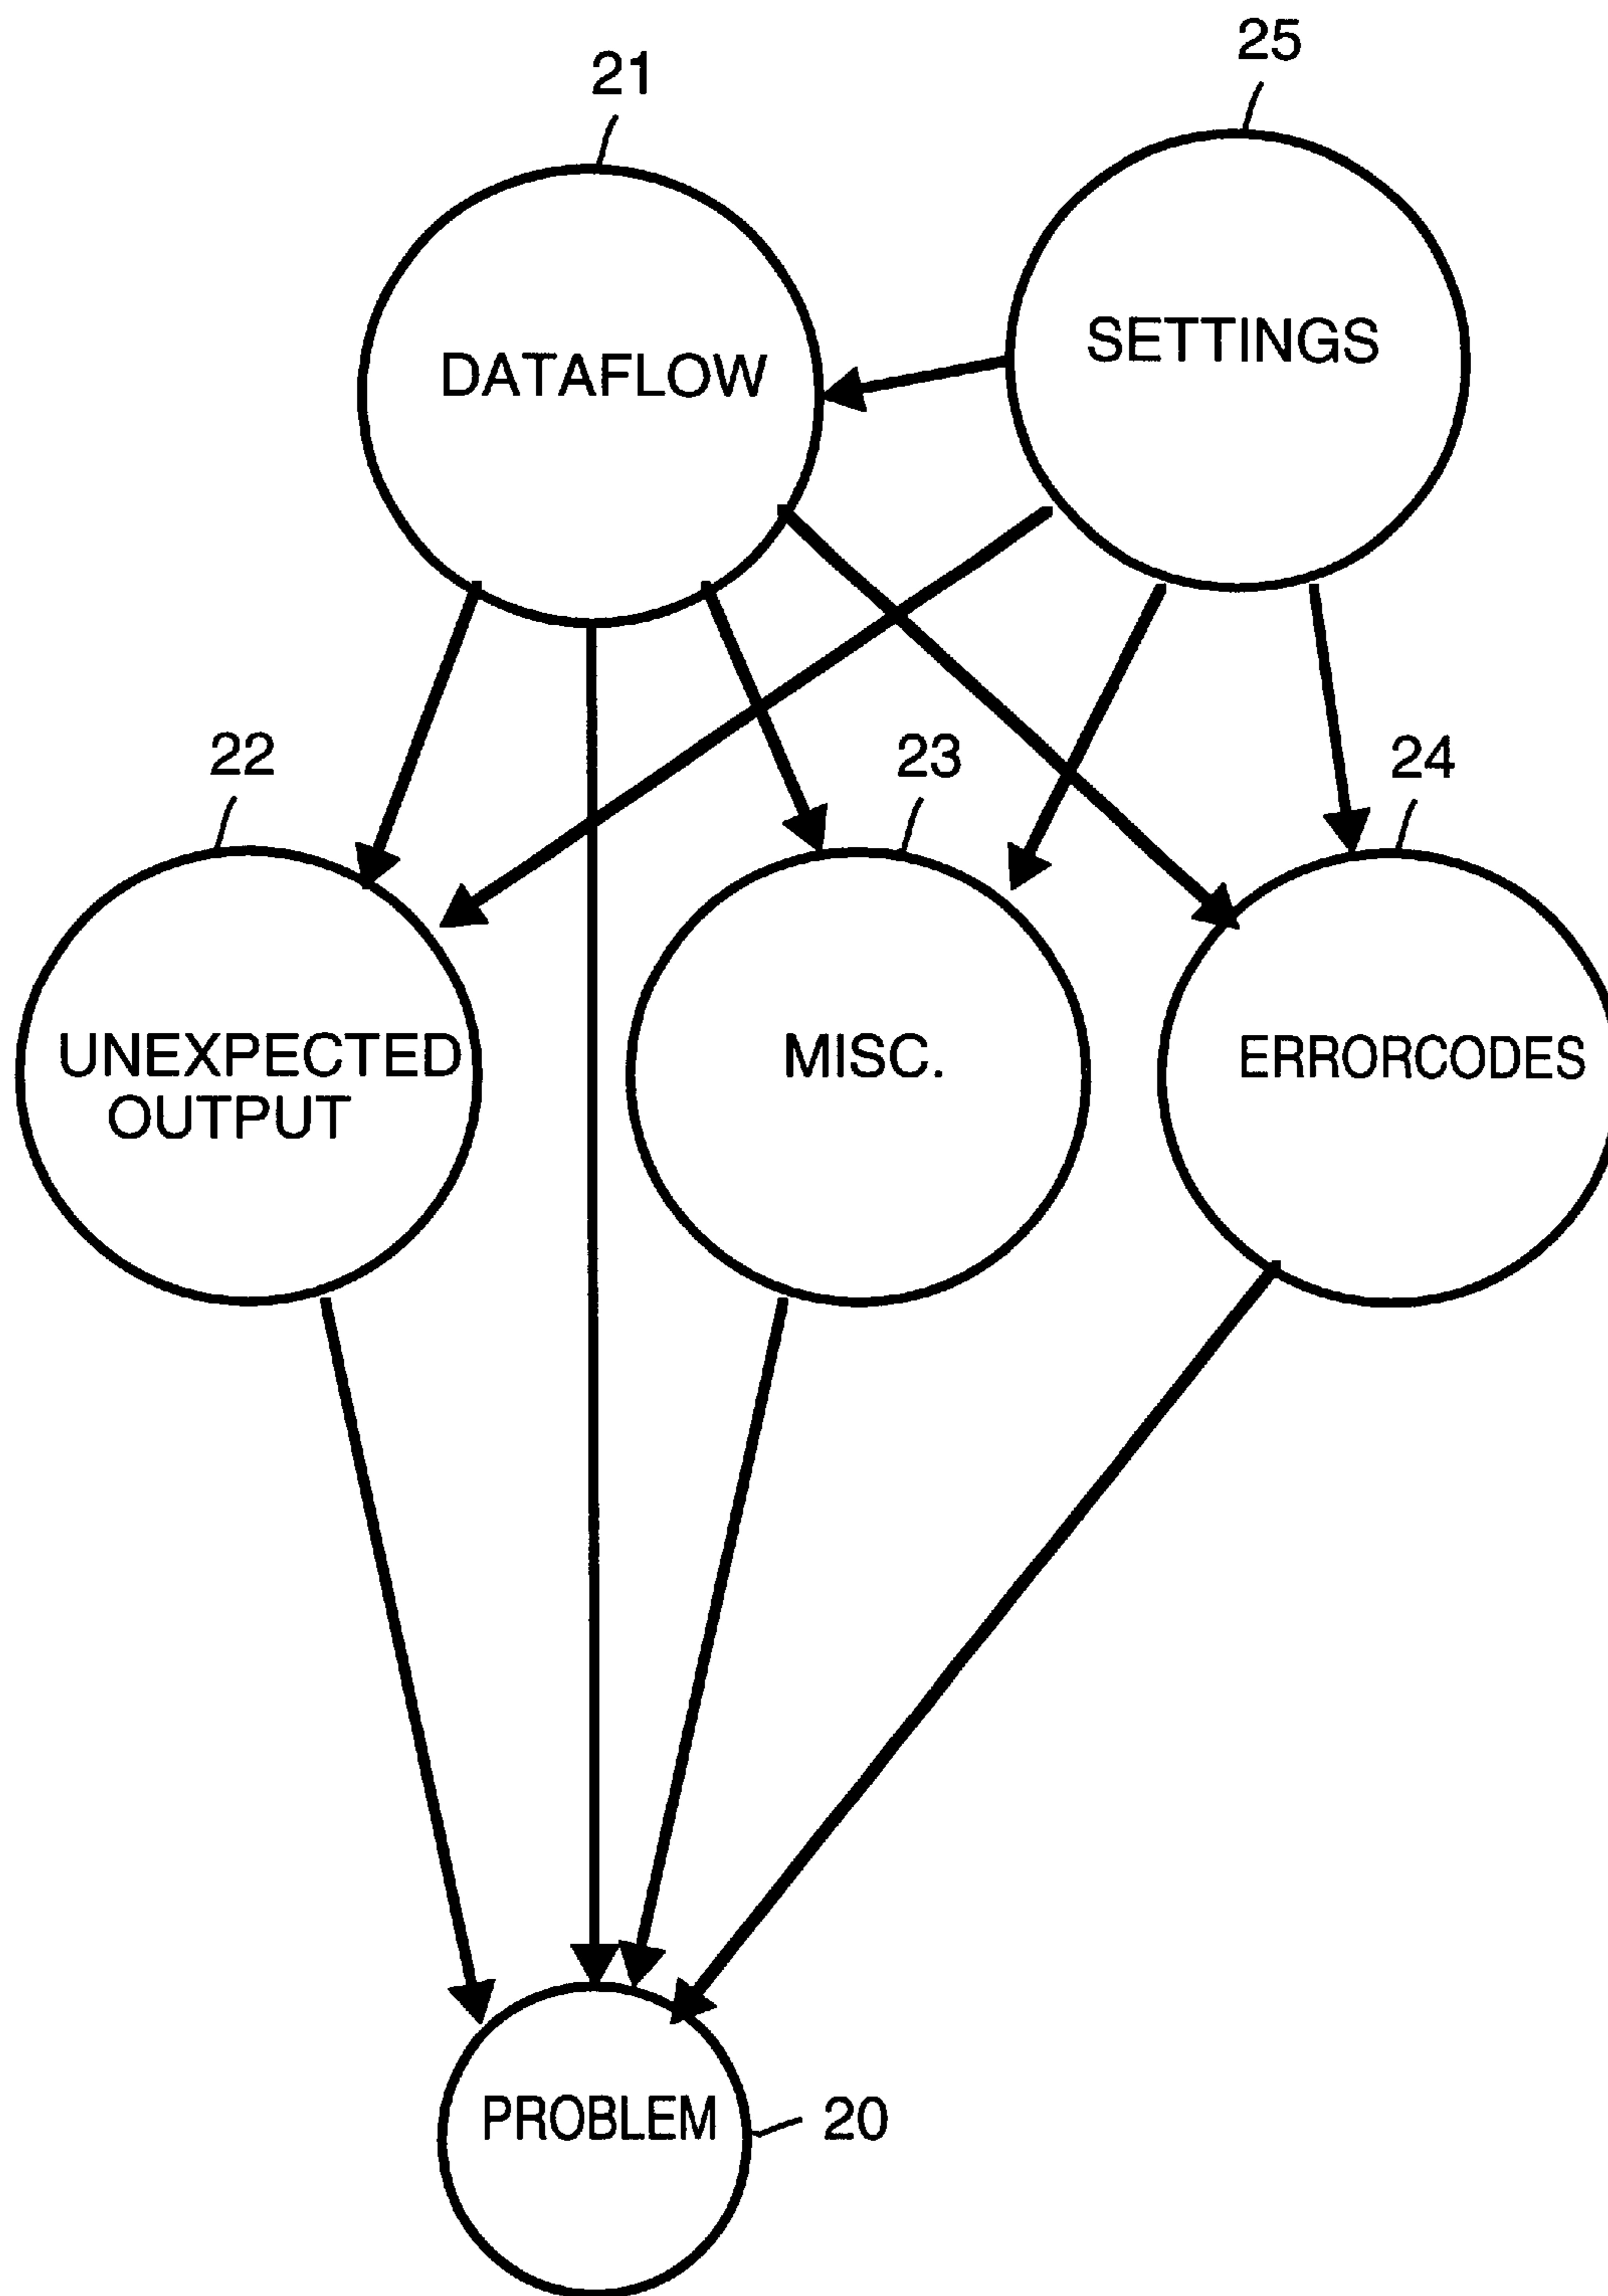 21
25
DATAFLOW
SETTINGS
22
23
24
UNEXPECTED
OUTPUT
MISC.
ERRORCODES
PROBLEM
20